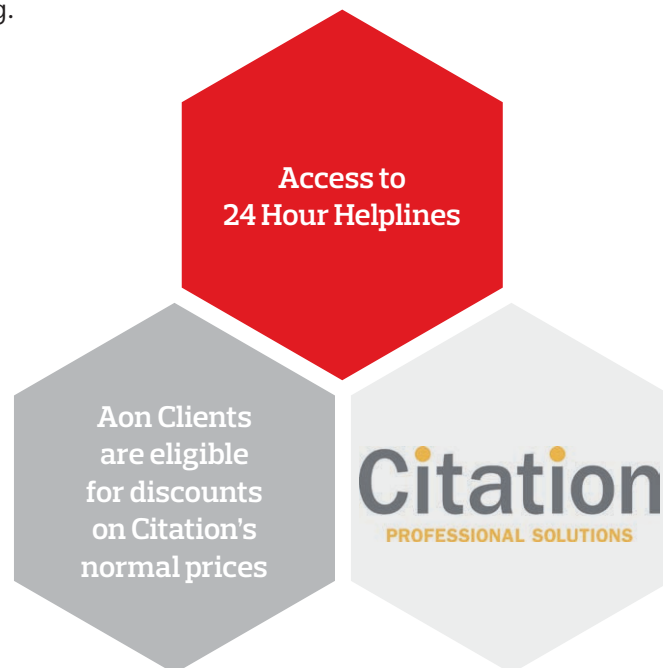 g.
Access to
24 Hour Helplines
Aon Clients
are eligible
for discounts
on Citation’s
normal prices
Citation
PROFESSIONAL SOLUTIONS